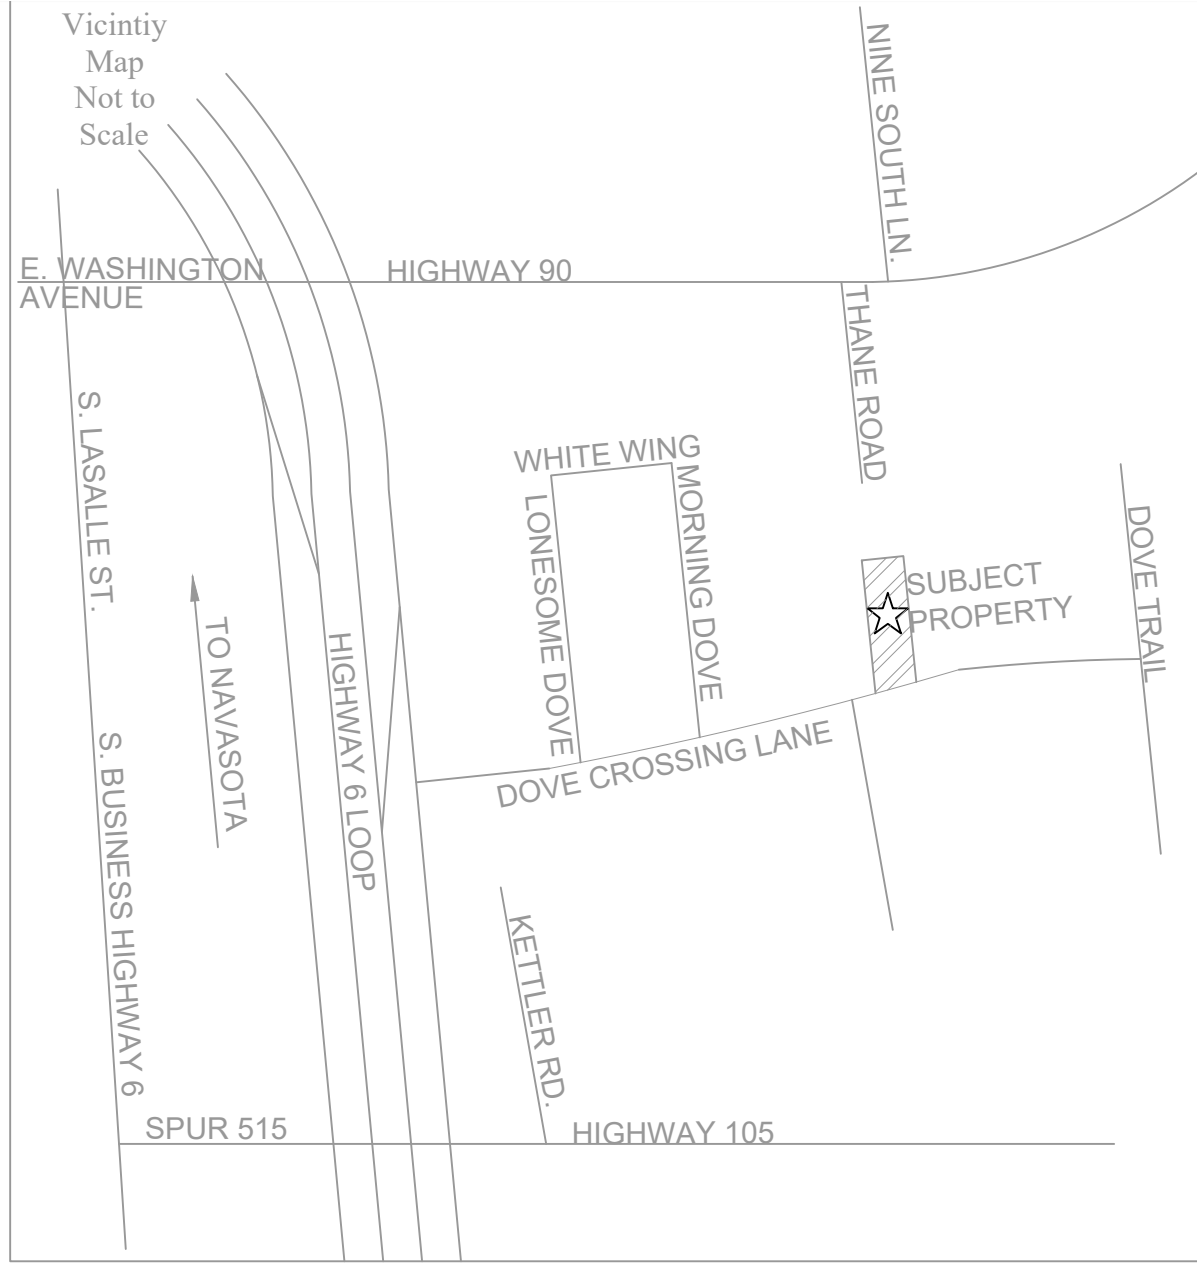 Vicintiy
Map
Not to
Scale
NINE SOUTH LN.
E. WASHINGTON
AVENUE
HIGHWAY 90
THANE ROAD
S. LASALLE ST.
WHITE WING
LONESOME DOVE
MORNING DOVE
DOVE TRAIL
SUBJECT
PROPERTY
TO NAVASOTA
HIGHWAY 6 LOOP
DOVE CROSSING LANE
S. BUSINESS HIGHWAY 6
KETTLER RD.
SPUR 515
HIGHWAY 105